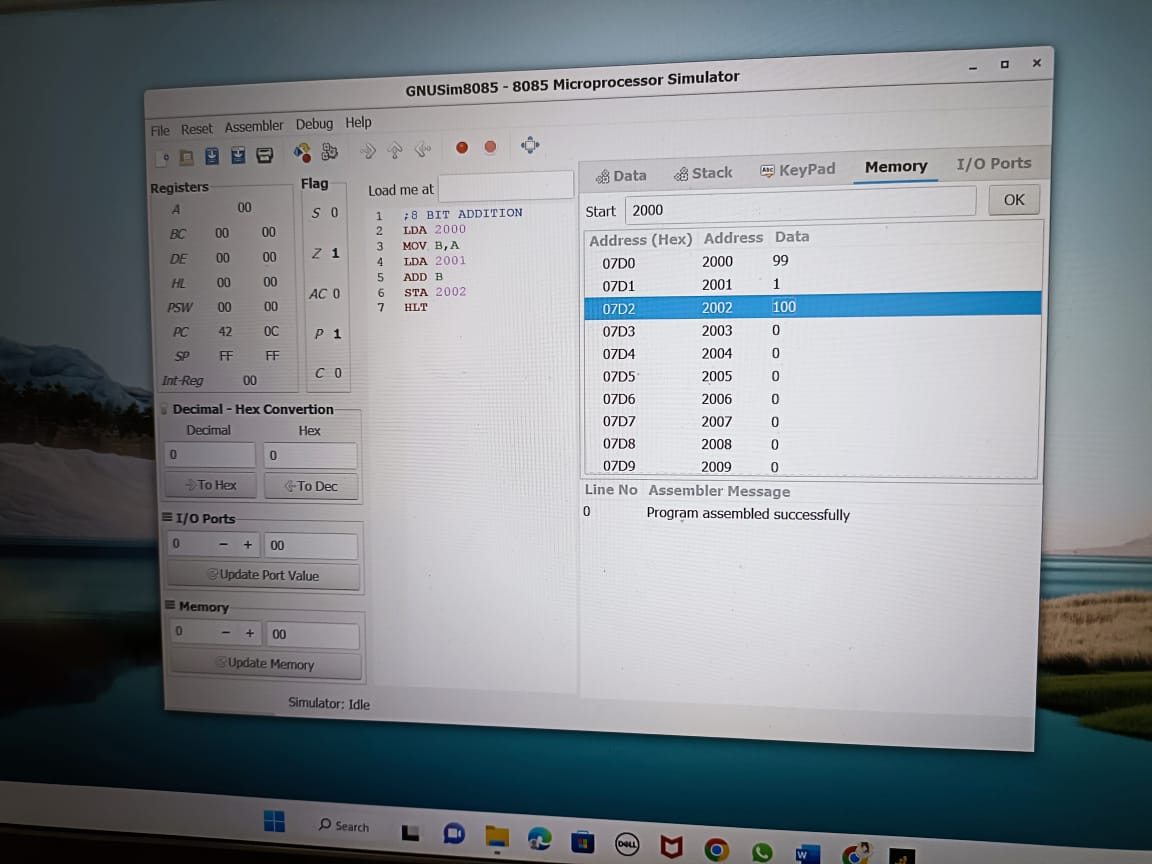 GNUSim8085 - 8085 Microprocessor Simulator
File Reset Assembler Debug Help
Registers
A 00
BC 00 00
DE 00 00
HL 00 00
PSW 00 00
PC 42 0C
SP FF FF
Int-Reg 00
Flag
S 0
Z 1
AC 0
P 1
C 0
Decimal - Hex Convertion
Decimal Hex
0 0
To Hex To Dec
I/O Ports
0 - + 00
Update Port Value
Memory
0 - + 00
Update Memory
Load me at
1 ;8 BIT ADDITION
2 LDA 2000
3 MOV B,A
4 LDA 2001
5 ADD B
6 STA 2002
7 HLT
Data Stack KeyPad Memory I/O Ports
Start 2000 OK
Address (Hex) Address Data
07D0 2000 99
07D1 2001 1
07D2 2002 100
07D3 2003 0
07D4 2004 0
07D5 2005 0
07D6 2006 0
07D7 2007 0
07D8 2008 0
07D9 2009 0
Line No Assembler Message
0 Program assembled successfully
Simulator: Idle
Search
DELL
W